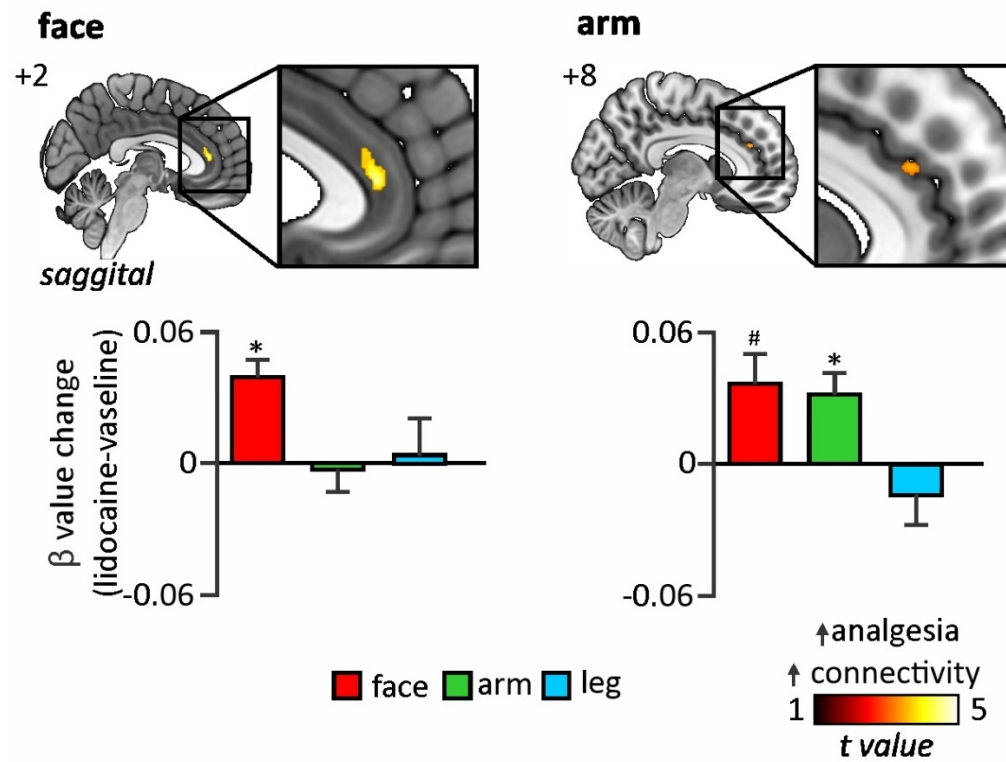 face
arm
+2
+8
saggital
β value change
(lidocaine-vaseline)
0.06
0
-0.06
*
0.06
0
-0.06
#
*
face
arm
leg
↑analgesia
↑ connectivity
1
5
t value